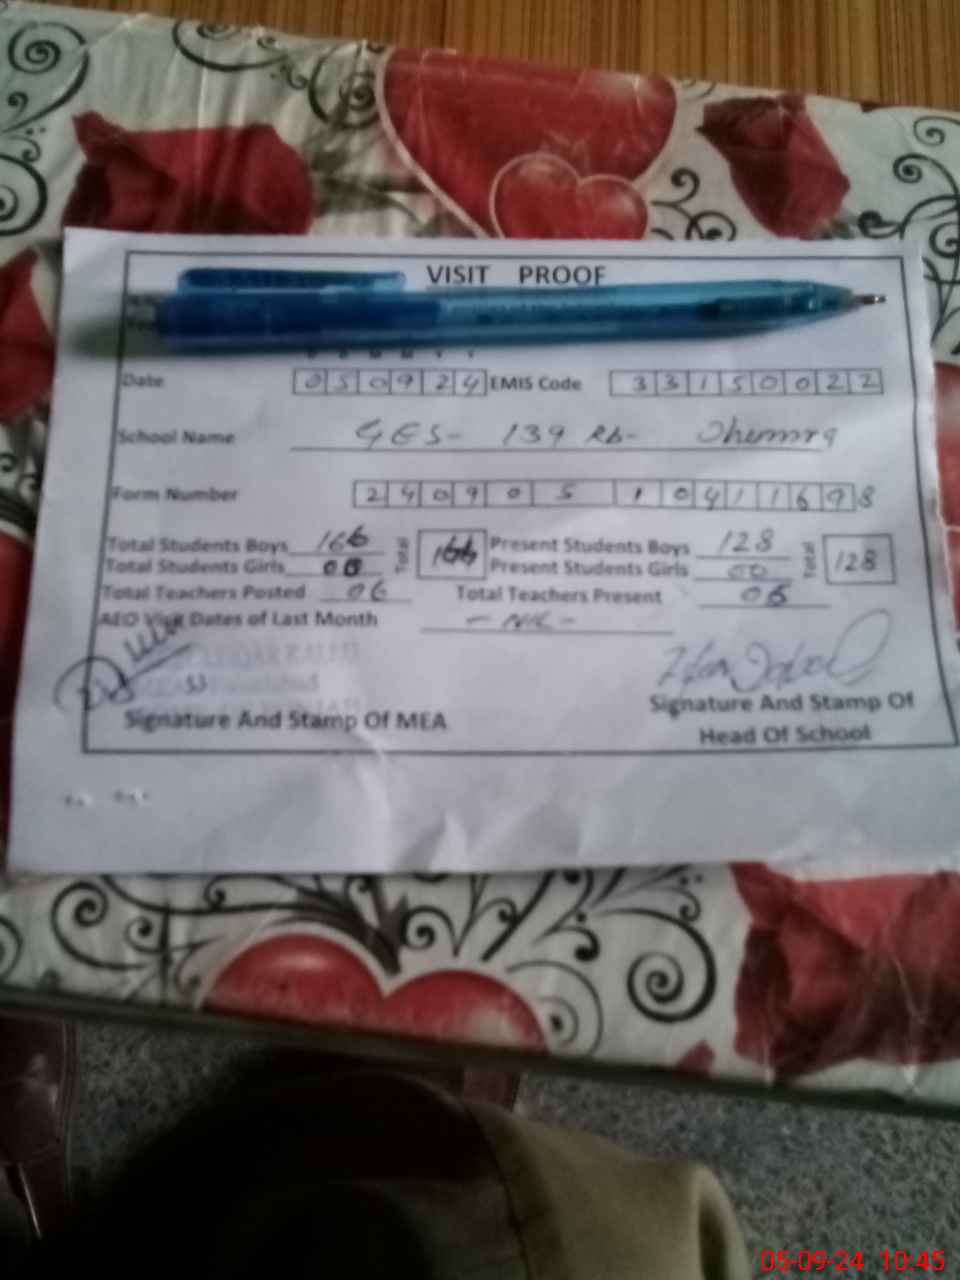 VISIT PROOF
Date 050924 EMIS Code 33150022
School Name GES- 139 Rb-
Form Number 240905 104111698
Total Students Boys 166 Total 166 Present Students Boys 128 Total 128
Total Students Girls 00 Present Students Girls 00
Total Teachers Posted 06 Total Teachers Present 06
AEO Visit Dates of Last Month - NIL -
Signature And Stamp Of MEA
Signature And Stamp Of
Head Of School
05-09-24 10:45